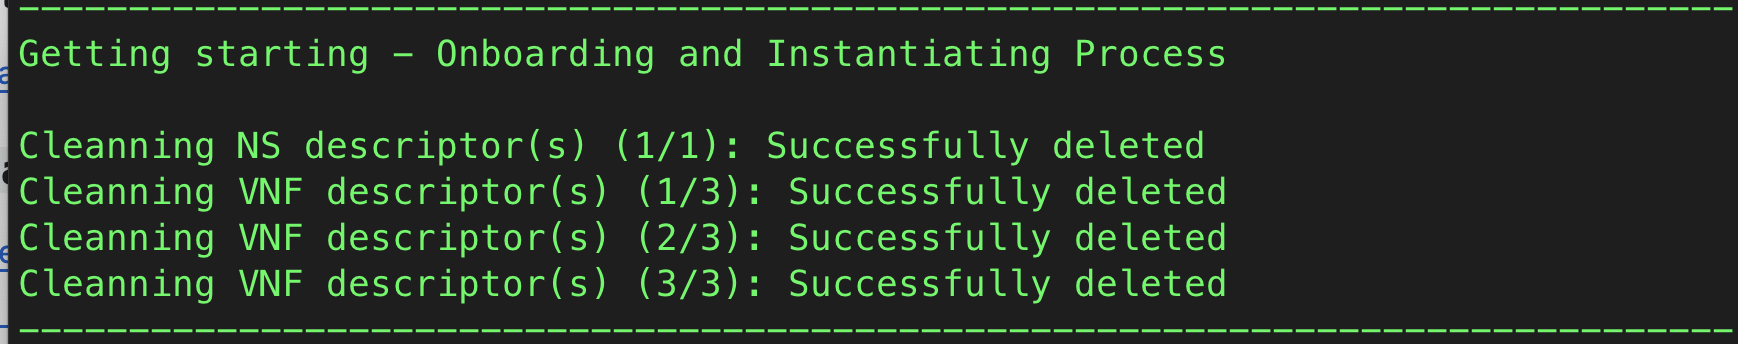 Getting starting – Onboarding and Instantiating Process
Cleanning NS descriptor(s) (1/1): Successfully deleted
Cleanning VNF descriptor(s) (1/3): Successfully deleted
Cleanning VNF descriptor(s) (2/3): Successfully deleted
Cleanning VNF descriptor(s) (3/3): Successfully deleted